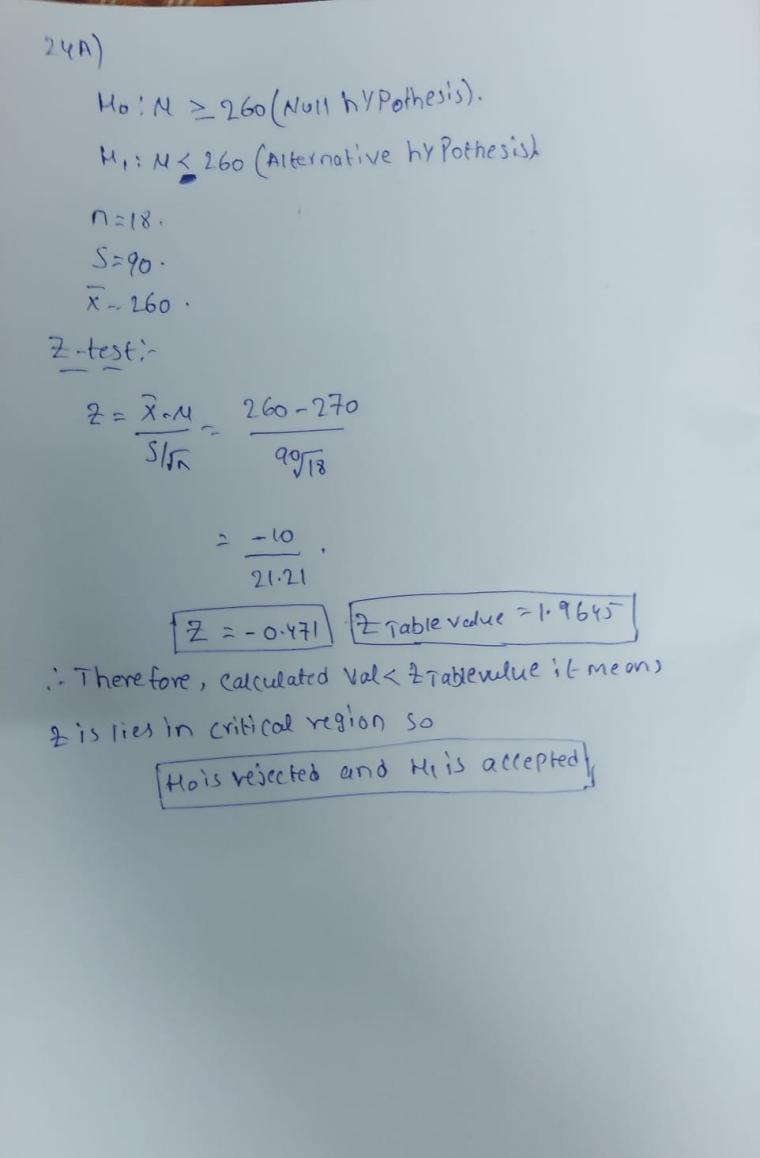 24A)
H0 : M ≥ 260 (Null hypothesis).
H1 : M < 260 (Alternative hypothesis)
n = 18.
S = 90.
x̄ = 260.
Z-test:-
Z = x̄-M / S/√n = 260-270 / 90√18
= -10 / 21.21 .
Z = -0.471 Z Table value = 1.9645
∴ Therefore, calculated val < Z Tablevalue it means
Z is lies in critical region so
H0 is rejected and H1 is accepted